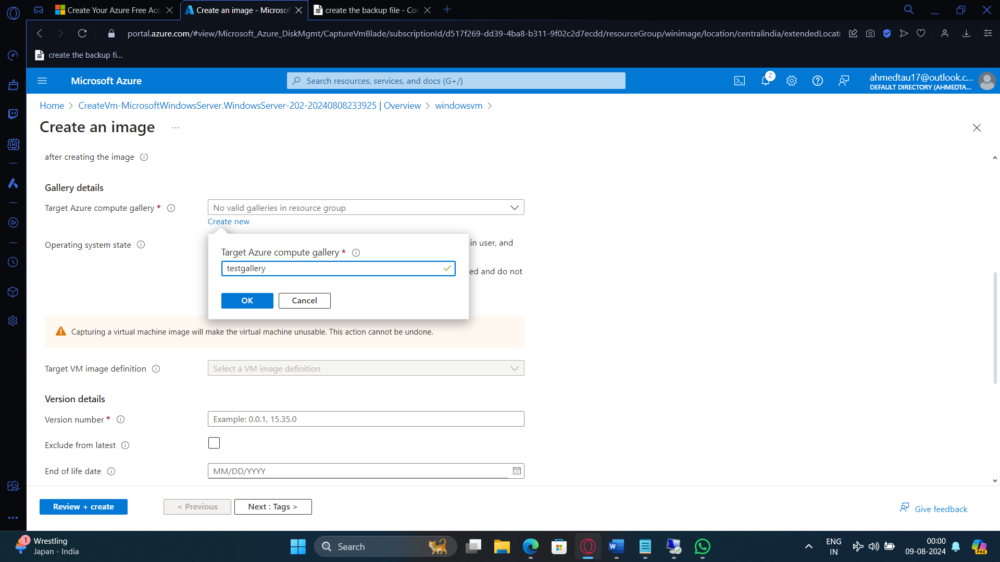 Create Your Azure Free Acc
Create an image - Microsof
create the backup file - Coc
portal.azure.com/#view/Microsoft_Azure_DiskMgmt/CaptureVmBlade/subscriptionId/d517f269-dd39-4ba8-b311-9f02c2d7ecdd/resourceGroup/winimage/location/centralindia/extendedLocati
create the backup fi...
Microsoft Azure
Search resources, services, and docs (G+/)
2
ahmedtau17@outlook.c...
DEFAULT DIRECTORY (AHMEDTA...
Home > CreateVm-MicrosoftWindowsServer.WindowsServer-202-20240808233925 | Overview > windowsvm >
Create an image ...
after creating the image
Gallery details
Target Azure compute gallery *
No valid galleries in resource group
Create new
Operating system state
in user, and
ed and do not
Target Azure compute gallery *
testgallery
OK
Cancel
Capturing a virtual machine image will make the virtual machine unusable. This action cannot be undone.
Target VM image definition
Select a VM image definition
Version details
Version number *
Example: 0.0.1, 15.35.0
Exclude from latest
End of life date
MM/DD/YYYY
Review + create
< Previous
Next : Tags >
Give feedback
1
Wrestling
Japan - India
Search
ENG
IN
00:00
09-08-2024
PRE